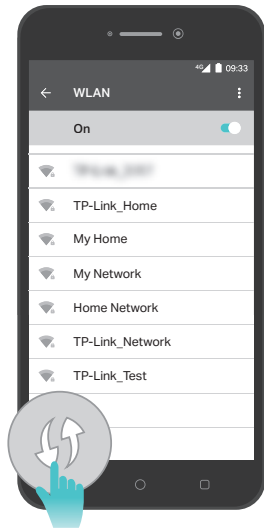 4G 09:33
WLAN
On
TP-Link_Home
My Home
My Network
Home Network
TP-Link_Network
TP-Link_Test